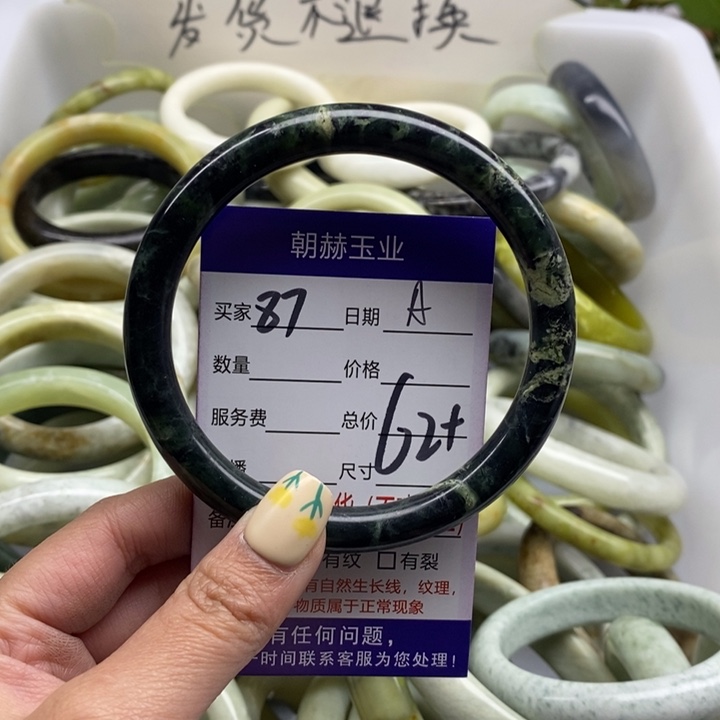 发货不退换
朝赫玉业
买家 87 日期 A
数量 价格
服务费 总价
播 尺寸 62+
备
有纹 □有裂
有自然生长线，纹理，
物质属于正常现象
有任何问题，
时间联系客服为您处理！